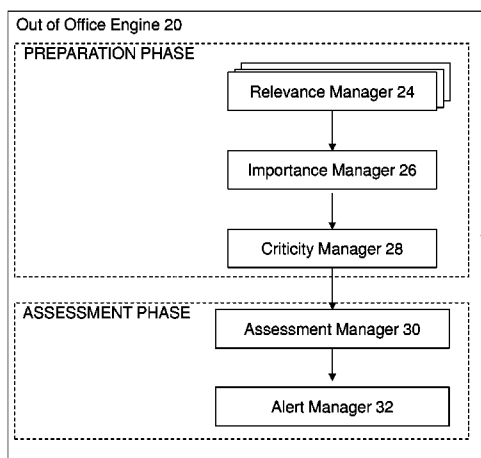 Out of Office Engine 20
PREPARATION PHASE
Relevance Manager 24
Importance Manager 26
Criticity Manager 28
ASSESSMENT PHASE
Assessment Manager 30
Alert Manager 32